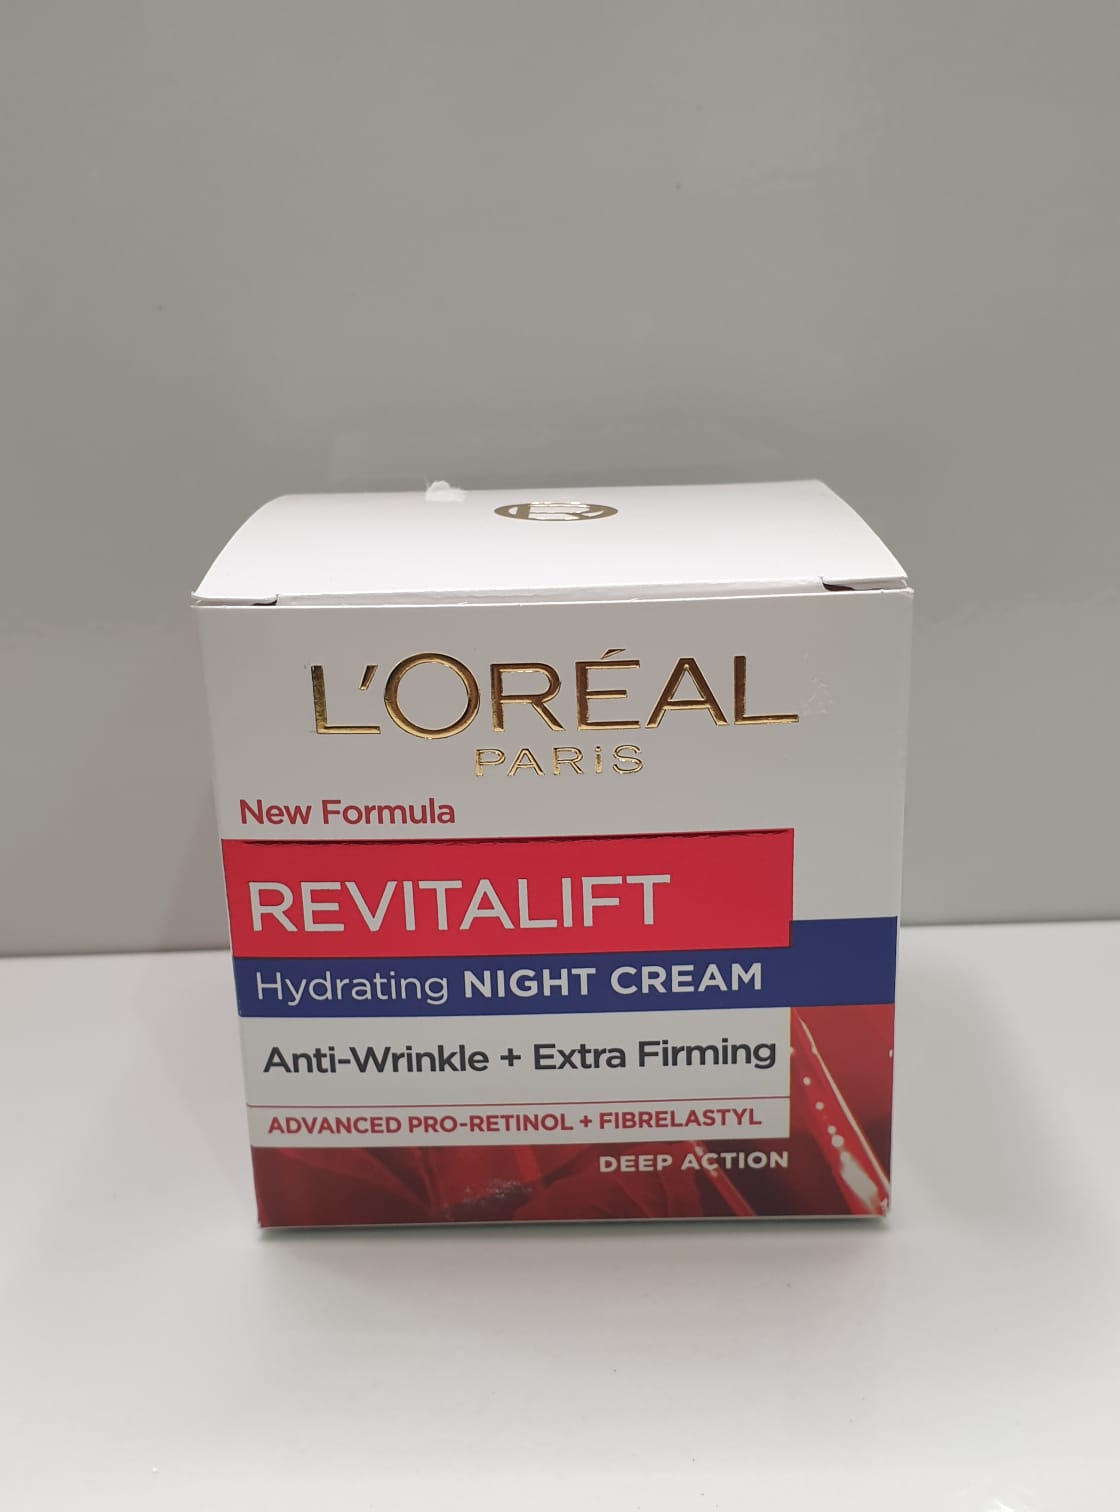 L'ORÉAL
PARiS
New Formula
REVITALIFT
Hydrating NIGHT CREAM
Anti-Wrinkle + Extra Firming
ADVANCED PRO-RETINOL + FIBRELASTYL
DEEP ACTION